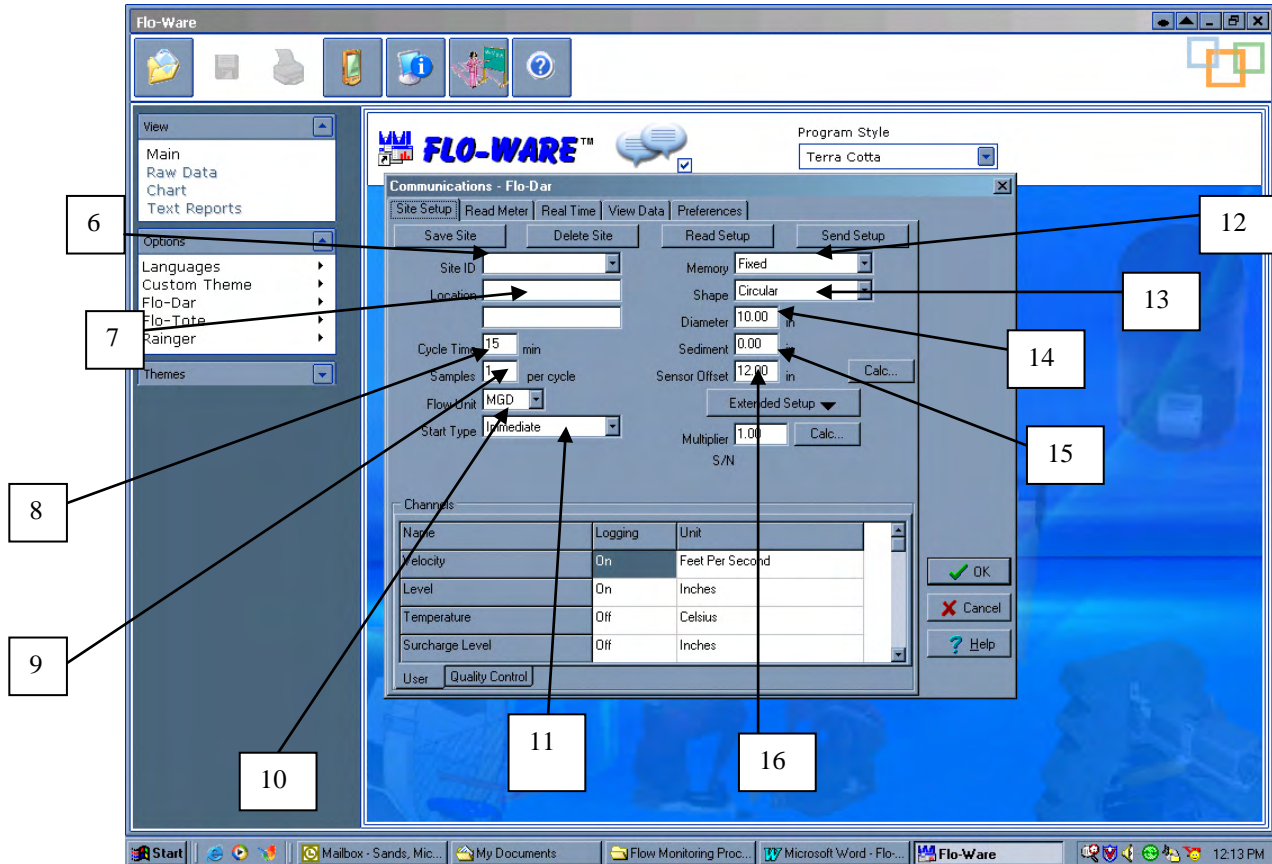 Flo-Ware
View
Main
Raw Data
Chart
Text Reports
Options
Languages
Custom Theme
Flo-Dar
Flo-Tote
Rainger
Themes
FLO-WARE™
Program Style
Terra Cotta
Communications - Flo-Dar
Site Setup Read Meter Real Time View Data Preferences
Save Site Delete Site Read Setup Send Setup
Site ID
Location
Cycle Time 15 min
Samples 1 per cycle
Flow Unit MGD
Start Type Immediate
Memory Fixed
Shape Circular
Diameter 10.00 in
Sediment 0.00 in
Sensor Offset 12.00 in Calc...
Extended Setup
Multiplier 1.00 Calc...
S/N
Channels
Name Logging Unit
Velocity On Feet Per Second
Level On Inches
Temperature Off Celsius
Surcharge Level Off Inches
User Quality Control
OK
Cancel
Help
6
7
8
9
10
11
12
13
14
15
16
Start Mailbox - Sands, Mic... My Documents Flow Monitoring Proc... Microsoft Word - Flo-... Flo-Ware 12:13 PM